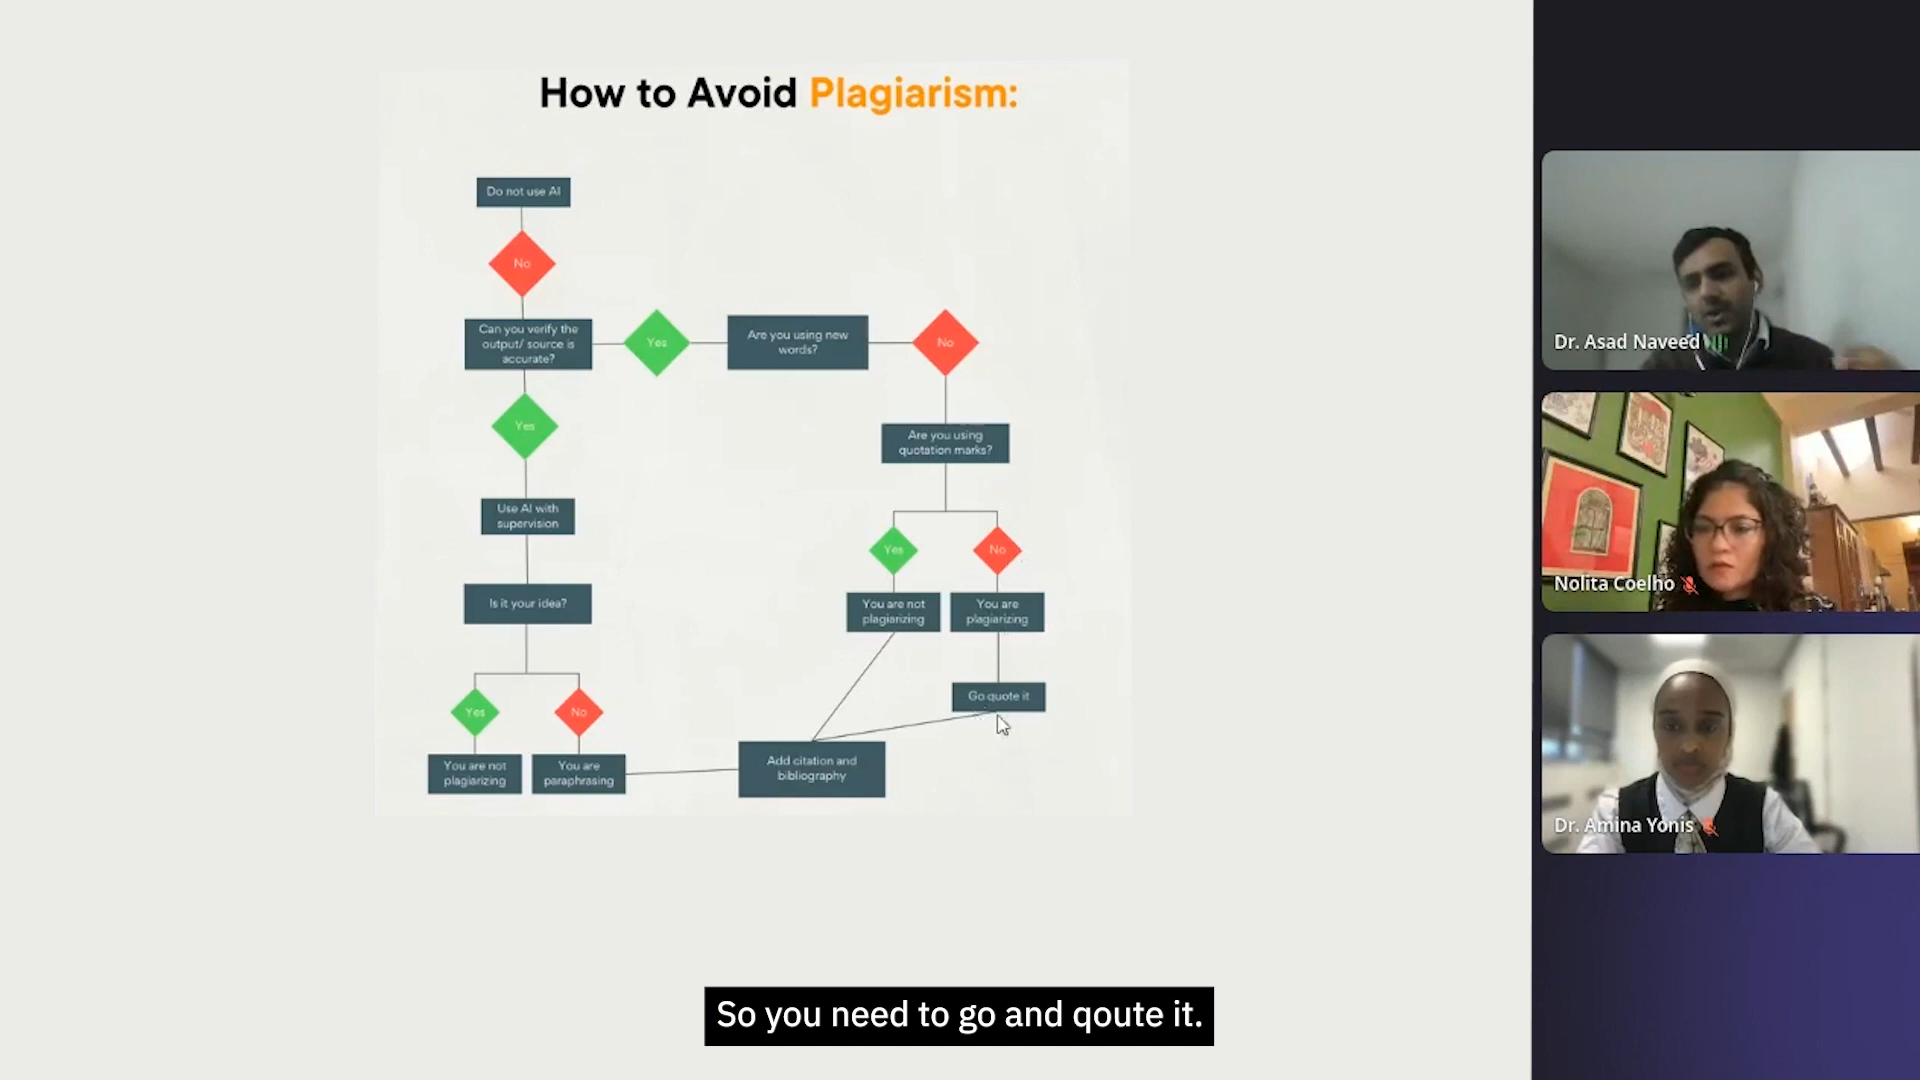 How to Avoid Plagiarism:
Do not use AI
No
Can you verify the
output/ source is
accurate?
Yes
Are you using new
words?
No
Yes
Are you using
quotation marks?
Use AI with
supervision
Yes
No
Is it your idea?
You are not
plagiarizing
You are
plagiarizing
Go quote it
Yes
No
You are not
plagiarizing
You are
paraphrasing
Add citation and
bibliography
Dr. Asad Naveed
Nolita Coelho
Dr. Amina Yonis
So you need to go and qoute it.